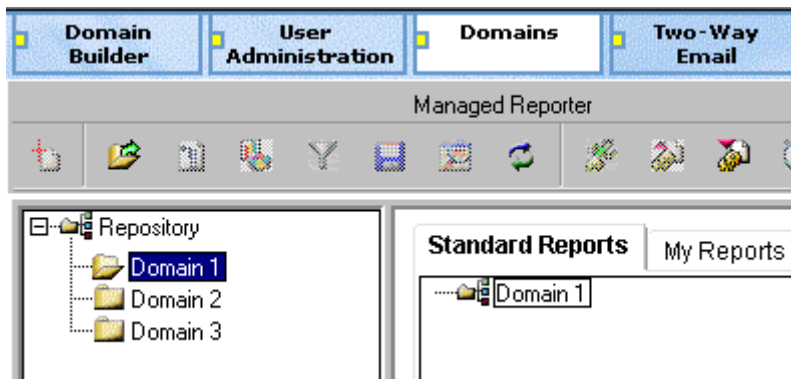 Domain Builder
User Administration
Domains
Two-Way Email
Managed Reporter
Repository
Domain 1
Domain 2
Domain 3
Standard Reports
My Reports
Domain 1